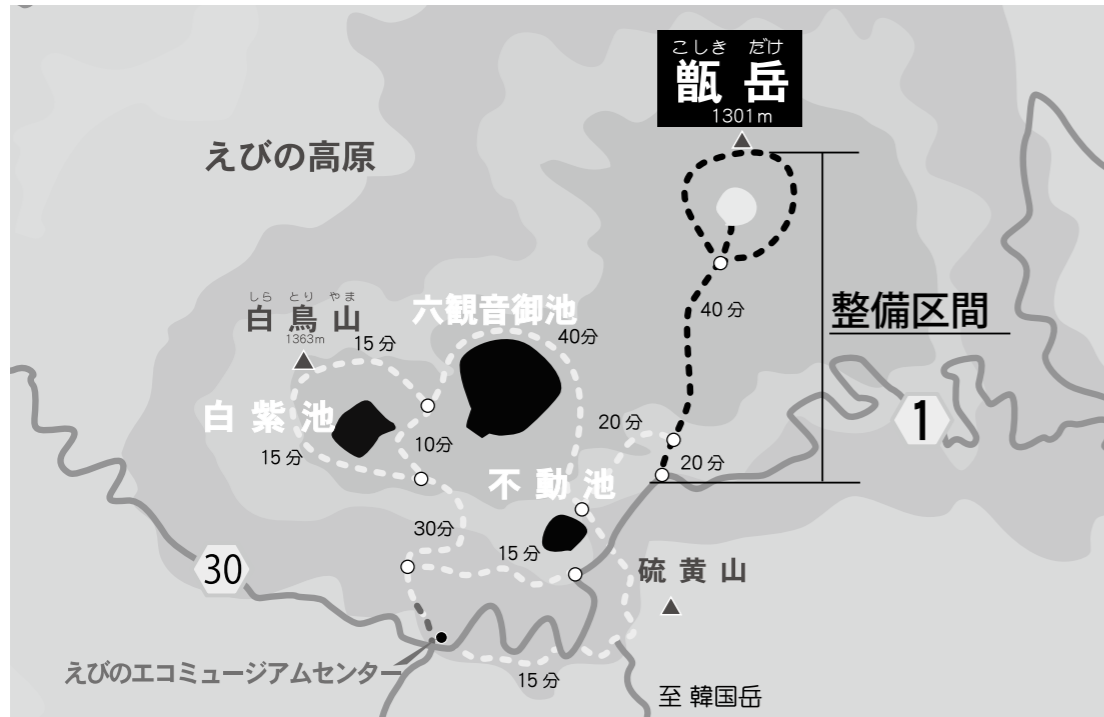 こしき だけ
甑岳
1301m
えびの高原
しら とり やま
白鳥山
1363m
六観音御池
15分
40分
40分
整備区間
白紫池
1
15分
10分
20分
20分
不動池
30分
15分
30
硫黄山
えびのエコミュージアムセンター
15分
至 韓国岳